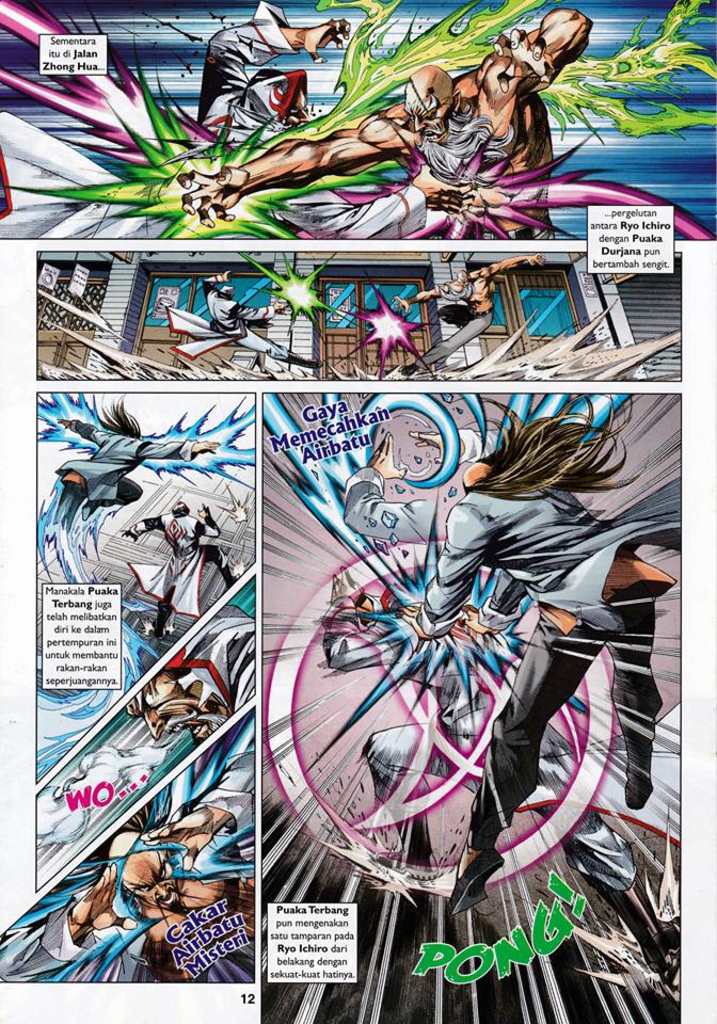 Sementara
itu di Jalan
Zhong Hua...
...pergelutan
antara Ryo Ichiro
dengan Puaka
Durjana pun
bertambah sengit.
Manakala Puaka
Terbang juga
telah melibatkan
diri ke dalam
pertempuran ini
untuk membantu
rakan-rakan
seperjuangannya.
WO...
Cakar
Airbatu
Misteri
Gaya
Memecahkan
Airbatu
Puaka Terbang
pun mengenakan
satu tamparan pada
Ryo Ichiro dari
belakang dengan
sekuat-kuat hatinya.
PONG!
12